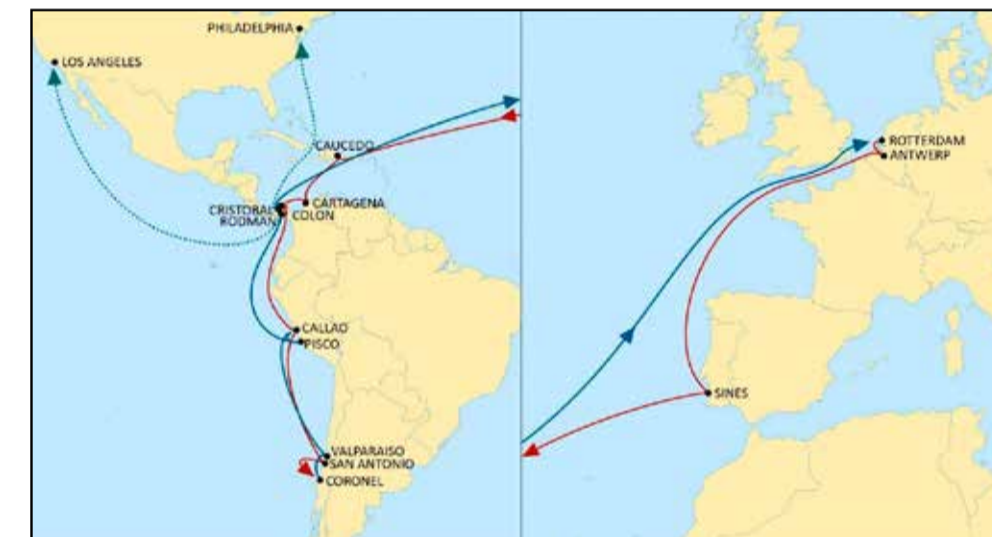 PHILADELPHIA
LOS ANGELES
CAUCEDO
CARTAGENA
CRISTOBAL
COLON
RODMAN
CALLAO
PISCO
VALPARAISO
SAN ANTONIO
CORONEL
ROTTERDAM
ANTWERP
SINES